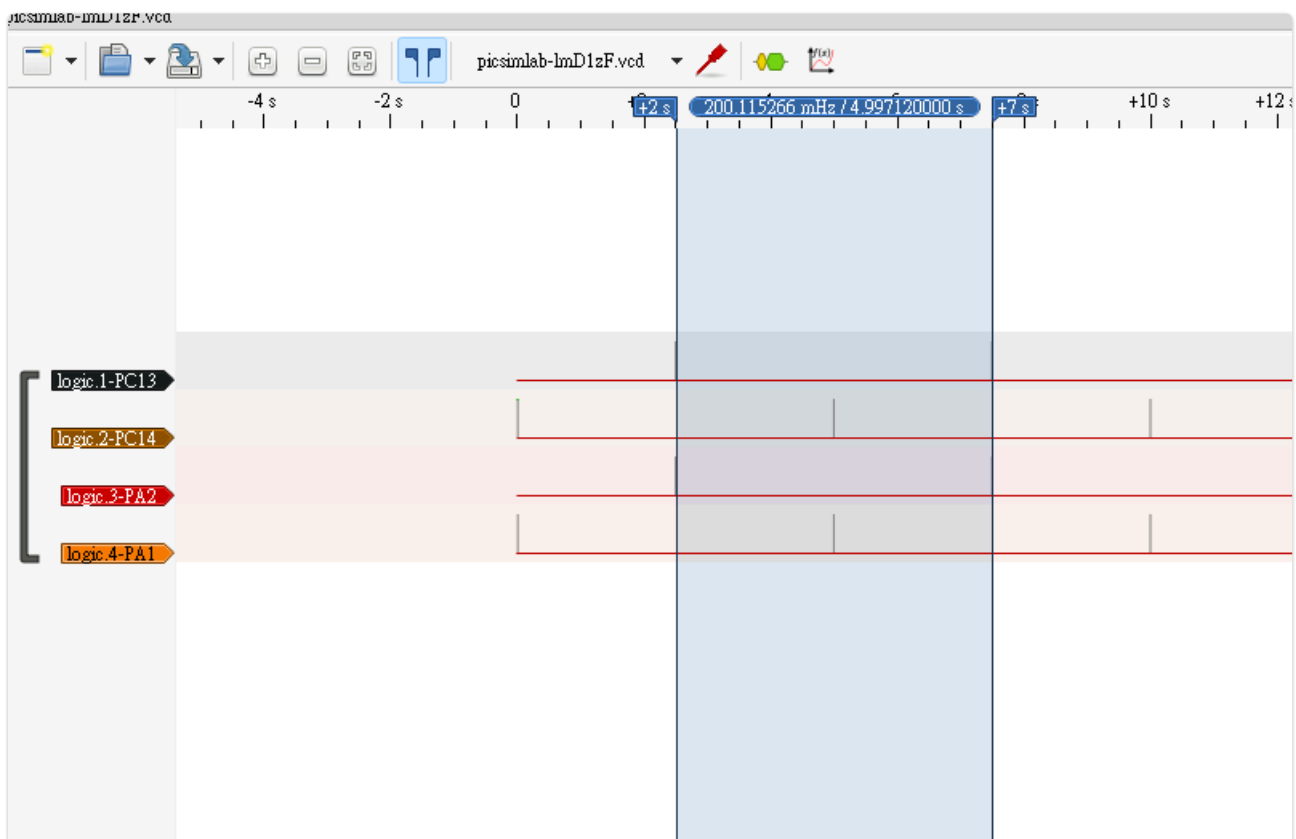 picsimlab-lmD1zF.vcd
picsimlab-lmD1zF.vcd
-4 s -2 s 0 +2 s 200.115266 mHz / 4.997120000 s +7 s +10 s +12 s
logic.1-PC13
logic.2-PC14
logic.3-PA2
logic.4-PA1